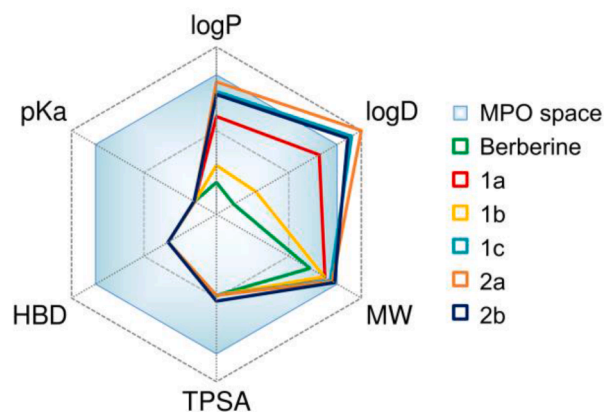 logP
pKa
logD
HBD
MW
TPSA
MPO space
Berberine
1a
1b
1c
2a
2b